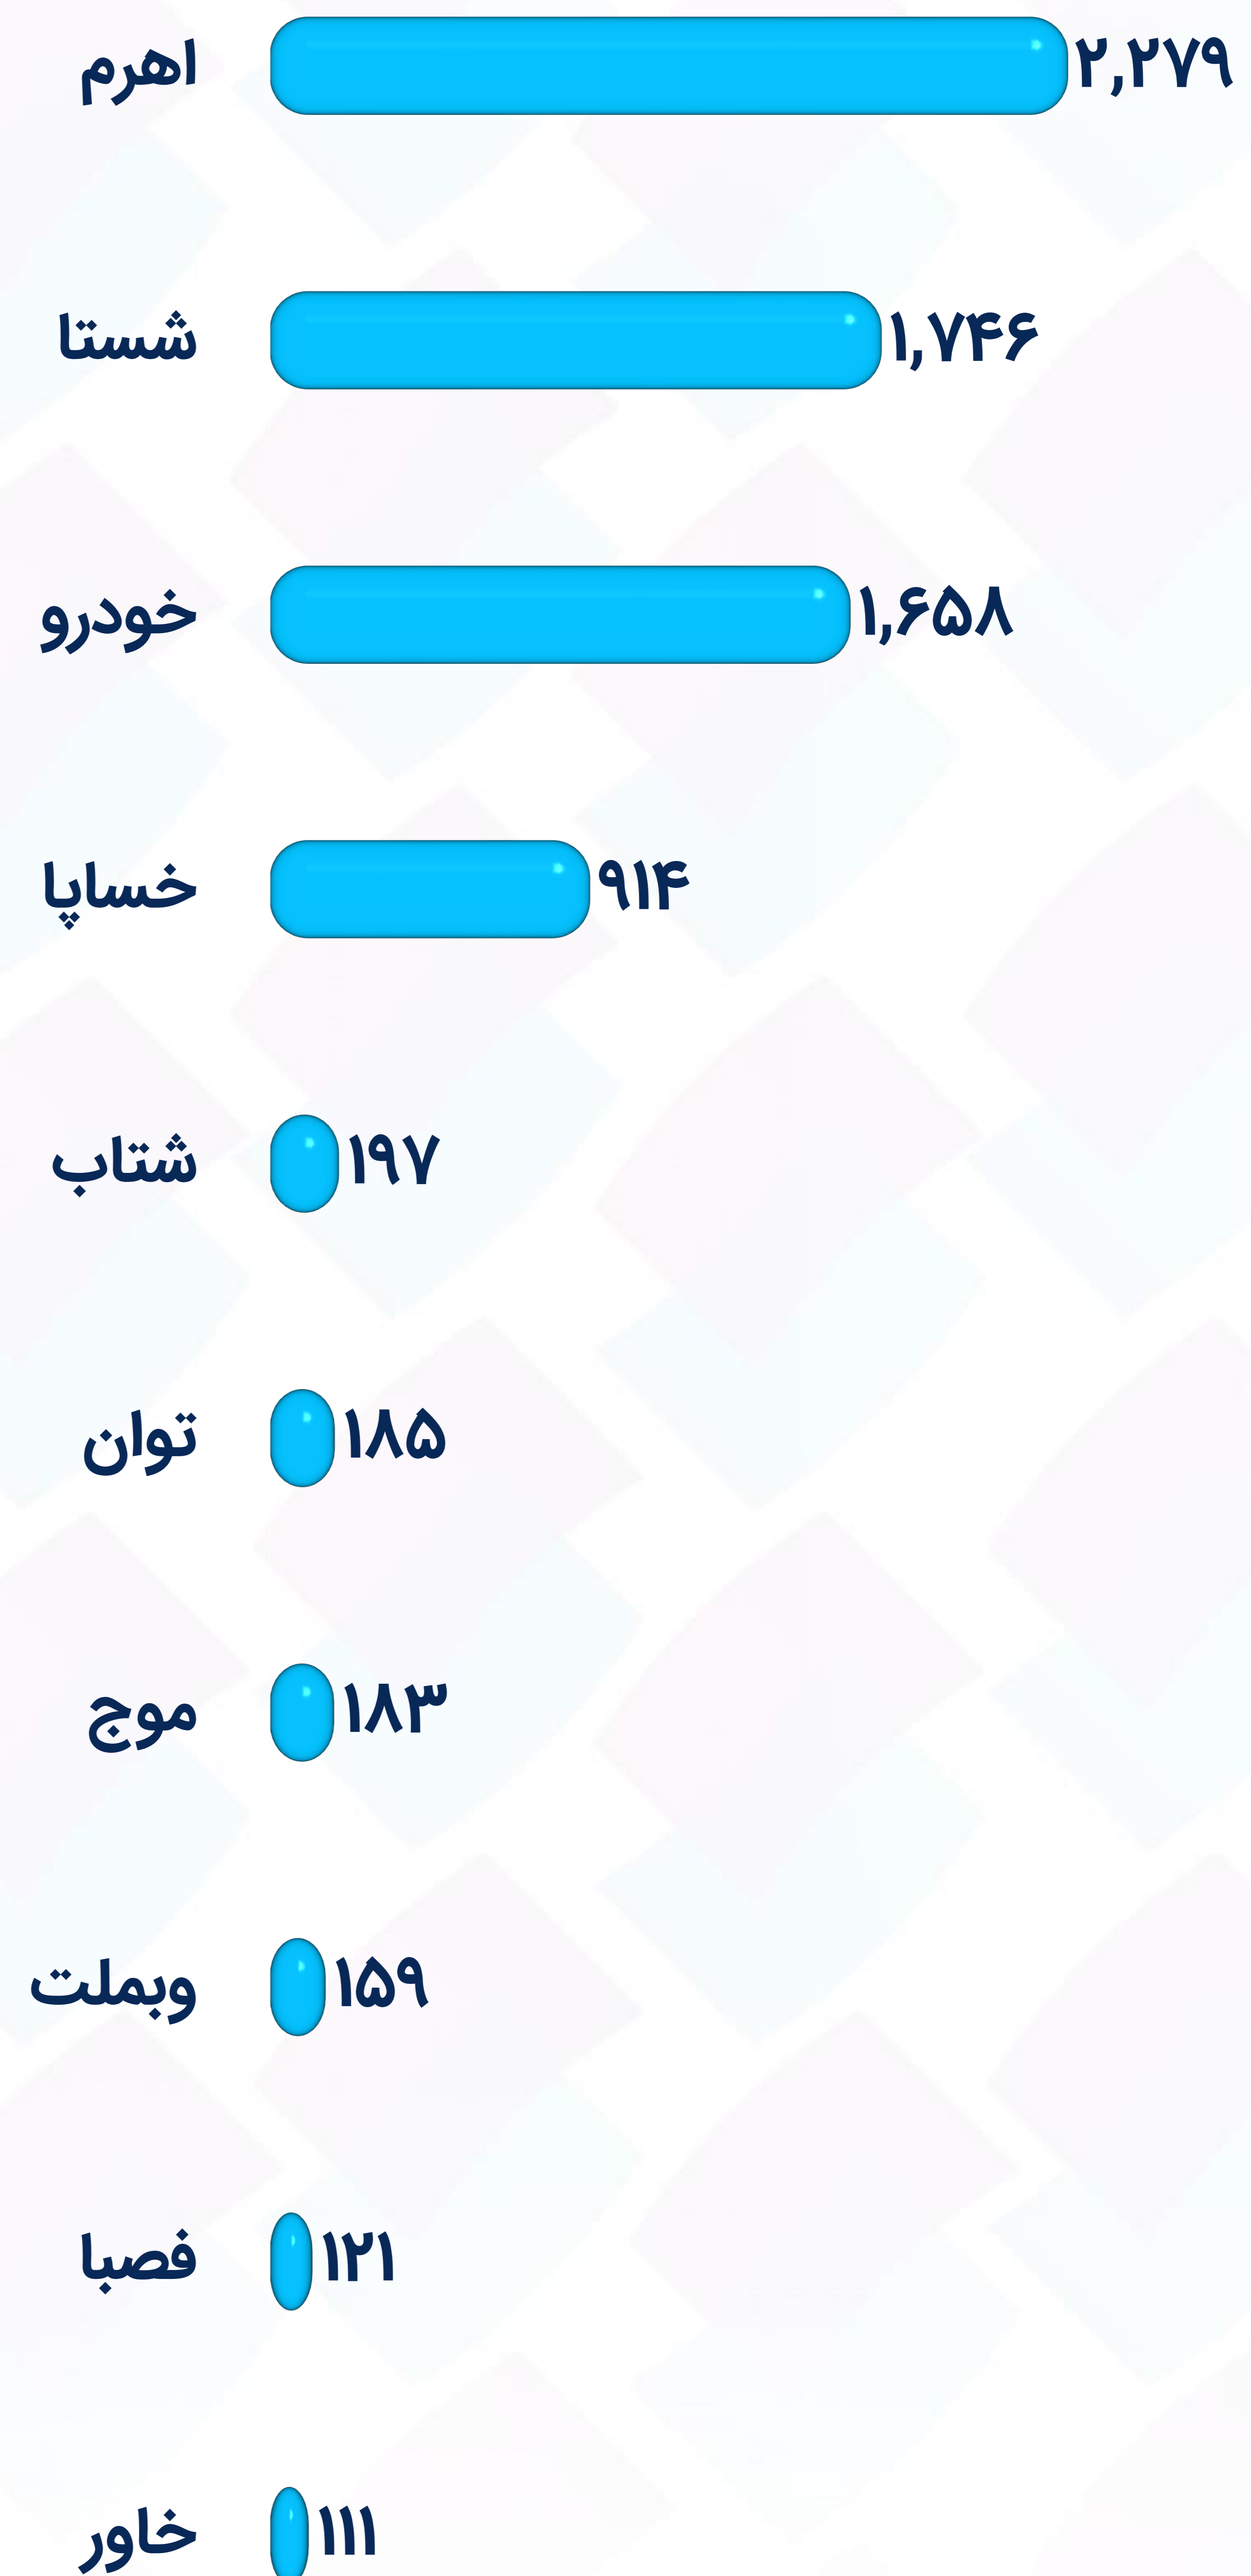 اهرم ۲,۲۷۹
شستا ۱,۷۴۶
خودرو ۱,۶۵۸
خساپا ۹۱۴
شتاب ۱۹۷
توان ۱۸۵
موج ۱۸۳
وبملت ۱۵۹
فصبا ۱۲۱
خاور ۱۱۱